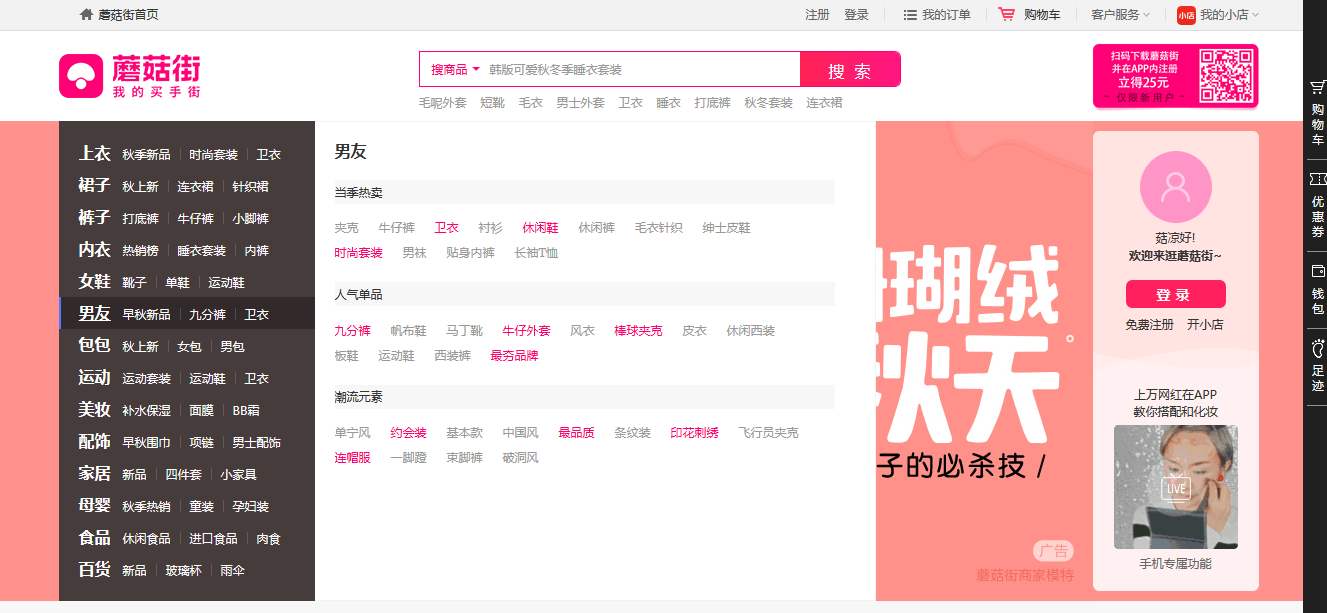 蘑菇街首页
注册 登录 我的订单 购物车 客户服务 小店 我的小店
蘑菇街
我的买手街
搜商品 韩版可爱秋冬季睡衣套装 搜 索
毛呢外套 短靴 毛衣 男士外套 卫衣 睡衣 打底裤 秋冬套装 连衣裙
扫码下载蘑菇街
并在APP内注册
立得25元
- 仅限新用户 -
上衣 秋季新品 时尚套装 卫衣
裙子 秋上新 连衣裙 针织裙
裤子 打底裤 牛仔裤 小脚裤
内衣 热销榜 睡衣套装 内裤
女鞋 靴子 单鞋 运动鞋
男友 早秋新品 九分裤 卫衣
包包 秋上新 女包 男包
运动 运动套装 运动鞋 卫衣
美妆 补水保湿 面膜 BB霜
配饰 早秋围巾 项链 男士配饰
家居 新品 四件套 小家具
母婴 秋季热销 童装 孕妇装
食品 休闲食品 进口食品 肉食
百货 新品 玻璃杯 雨伞
男友
当季热卖
夹克 牛仔裤 卫衣 衬衫 休闲鞋 休闲裤 毛衣针织 绅士皮鞋
时尚套装 男袜 贴身内裤 长袖T恤
人气单品
九分裤 帆布鞋 马丁靴 牛仔外套 风衣 棒球夹克 皮衣 休闲西装
板鞋 运动鞋 西装裤 最夯品牌
潮流元素
单宁风 约会装 基本款 中国风 最品质 条纹装 印花刺绣 飞行员夹克
连帽服 一脚蹬 束脚裤 破洞风
瑚绒
秋天
子的必杀技 /
广告
蘑菇街商家模特
菇凉好!
欢迎来逛蘑菇街~
登 录
免费注册 开小店
上万网红在APP
教你搭配和化妆
LIVE
手机专属功能
购物车
优惠券
钱包
足迹